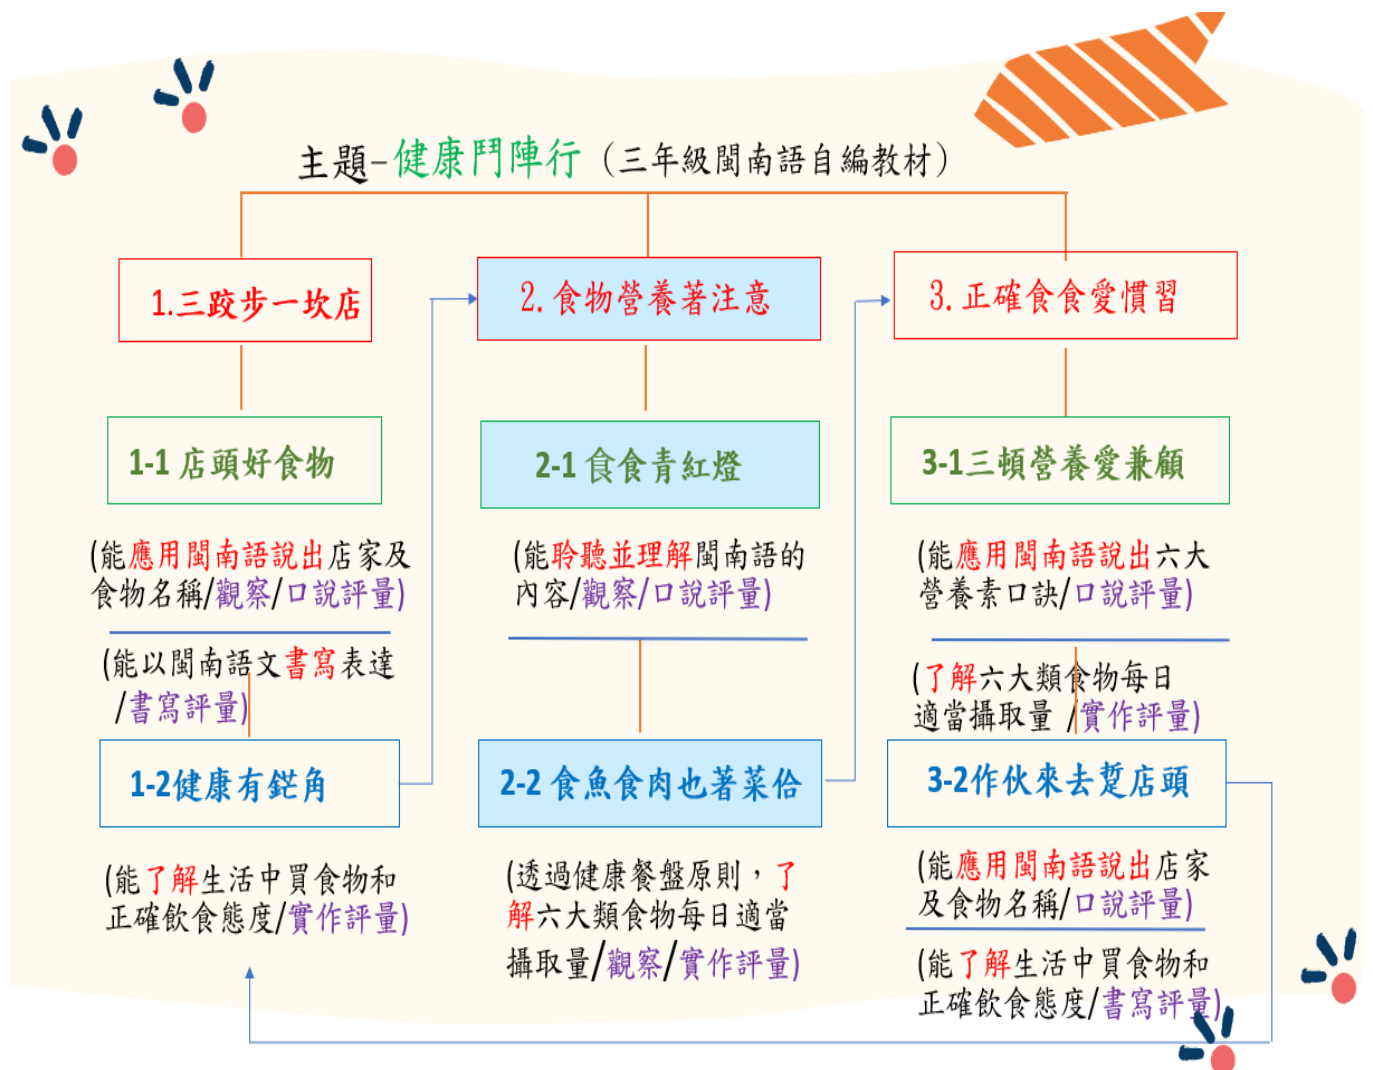 主題-健康鬥陣行（三年級閩南語自編教材）
1.三跤步一坎店
2.食物營養著注意
3.正確食食愛慣習
1-1 店頭好食物
2-1 食食青紅燈
3-1三頓營養愛兼顧
(能應用閩南語說出店家及
食物名稱/觀察/口說評量)
(能以閩南語文書寫表達
/書寫評量)
(能聆聽並理解閩南語的
內容/觀察/口說評量)
(能應用閩南語說出六大
營養素口訣/口說評量)
(了解六大類食物每日
適當攝取量 /實作評量)
1-2健康有鋩角
2-2 食魚食肉也著菜佮
3-2作伙來去踅店頭
(能了解生活中買食物和
正確飲食態度/實作評量)
(透過健康餐盤原則，了
解六大類食物每日適當
攝取量/觀察/實作評量)
(能應用閩南語說出店家
及食物名稱/口說評量)
(能了解生活中買食物和
正確飲食態度/書寫評量)